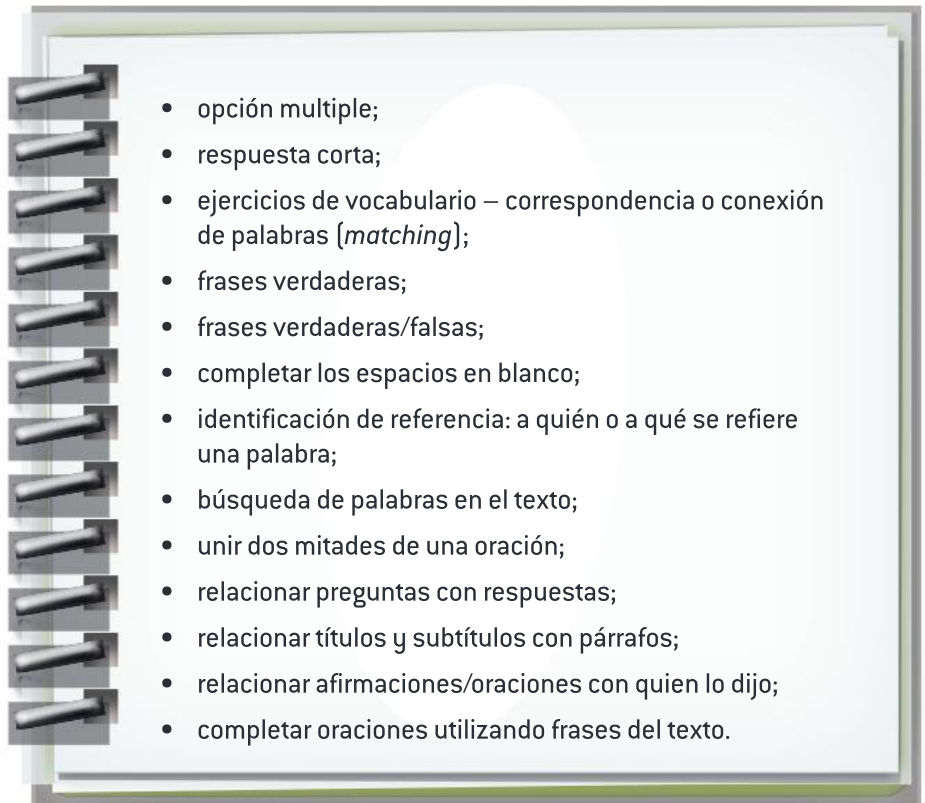 • opción multiple;
• respuesta corta;
• ejercicios de vocabulario – correspondencia o conexión
de palabras (matching);
• frases verdaderas;
• frases verdaderas/falsas;
• completar los espacios en blanco;
• identificación de referencia: a quién o a qué se refiere
una palabra;
• búsqueda de palabras en el texto;
• unir dos mitades de una oración;
• relacionar preguntas con respuestas;
• relacionar títulos y subtítulos con párrafos;
• relacionar afirmaciones/oraciones con quien lo dijo;
• completar oraciones utilizando frases del texto.